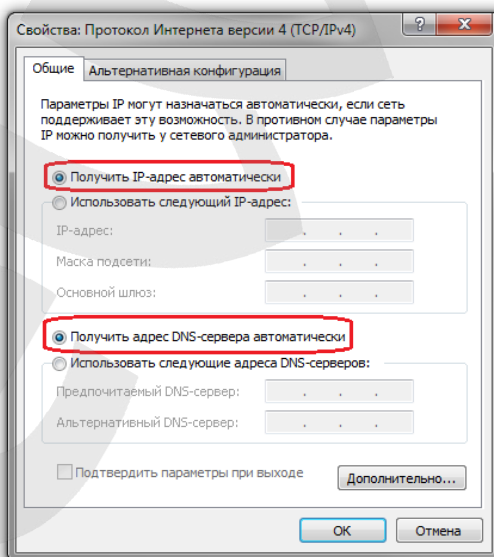 Свойства: Протокол Интернета версии 4 (TCP/IPv4)
Общие
Альтернативная конфигурация
Параметры IP могут назначаться автоматически, если сеть
поддерживает эту возможность. В противном случае параметры
IP можно получить у сетевого администратора.
Получить IP-адрес автоматически
Использовать следующий IP-адрес:
IP-адрес:
Маска подсети:
Основной шлюз:
Получить адрес DNS-сервера автоматически
Использовать следующие адреса DNS-серверов:
Предпочитаемый DNS-сервер:
Альтернативный DNS-сервер:
Подтвердить параметры при выходе
Дополнительно...
ОК
Отмена